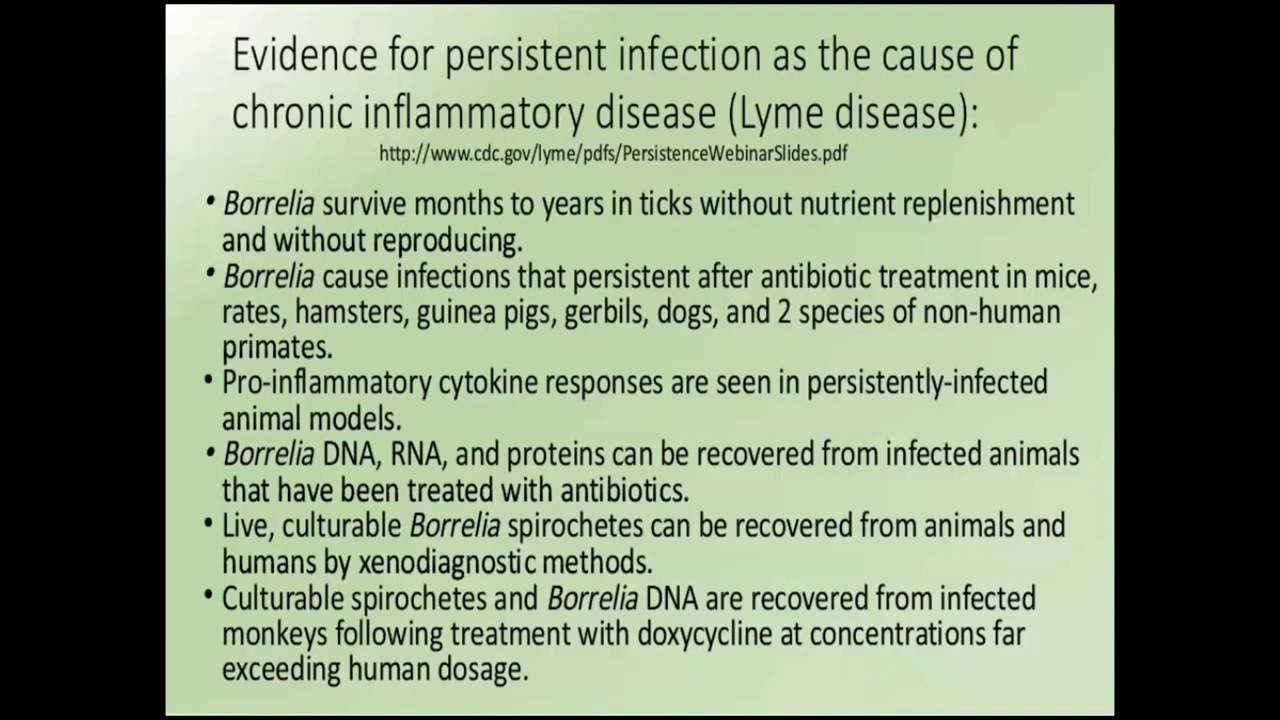 Evidence for persistent infection as the cause of
chronic inflammatory disease (Lyme disease):
http://www.cdc.gov/lyme/pdfs/PersistenceWebinarSlides.pdf
• Borrelia survive months to years in ticks without nutrient replenishment
and without reproducing.
• Borrelia cause infections that persistent after antibiotic treatment in mice,
rates, hamsters, guinea pigs, gerbils, dogs, and 2 species of non-human
primates.
• Pro-inflammatory cytokine responses are seen in persistently-infected
animal models.
• Borrelia DNA, RNA, and proteins can be recovered from infected animals
that have been treated with antibiotics.
• Live, culturable Borrelia spirochetes can be recovered from animals and
humans by xenodiagnostic methods.
• Culturable spirochetes and Borrelia DNA are recovered from infected
monkeys following treatment with doxycycline at concentrations far
exceeding human dosage.